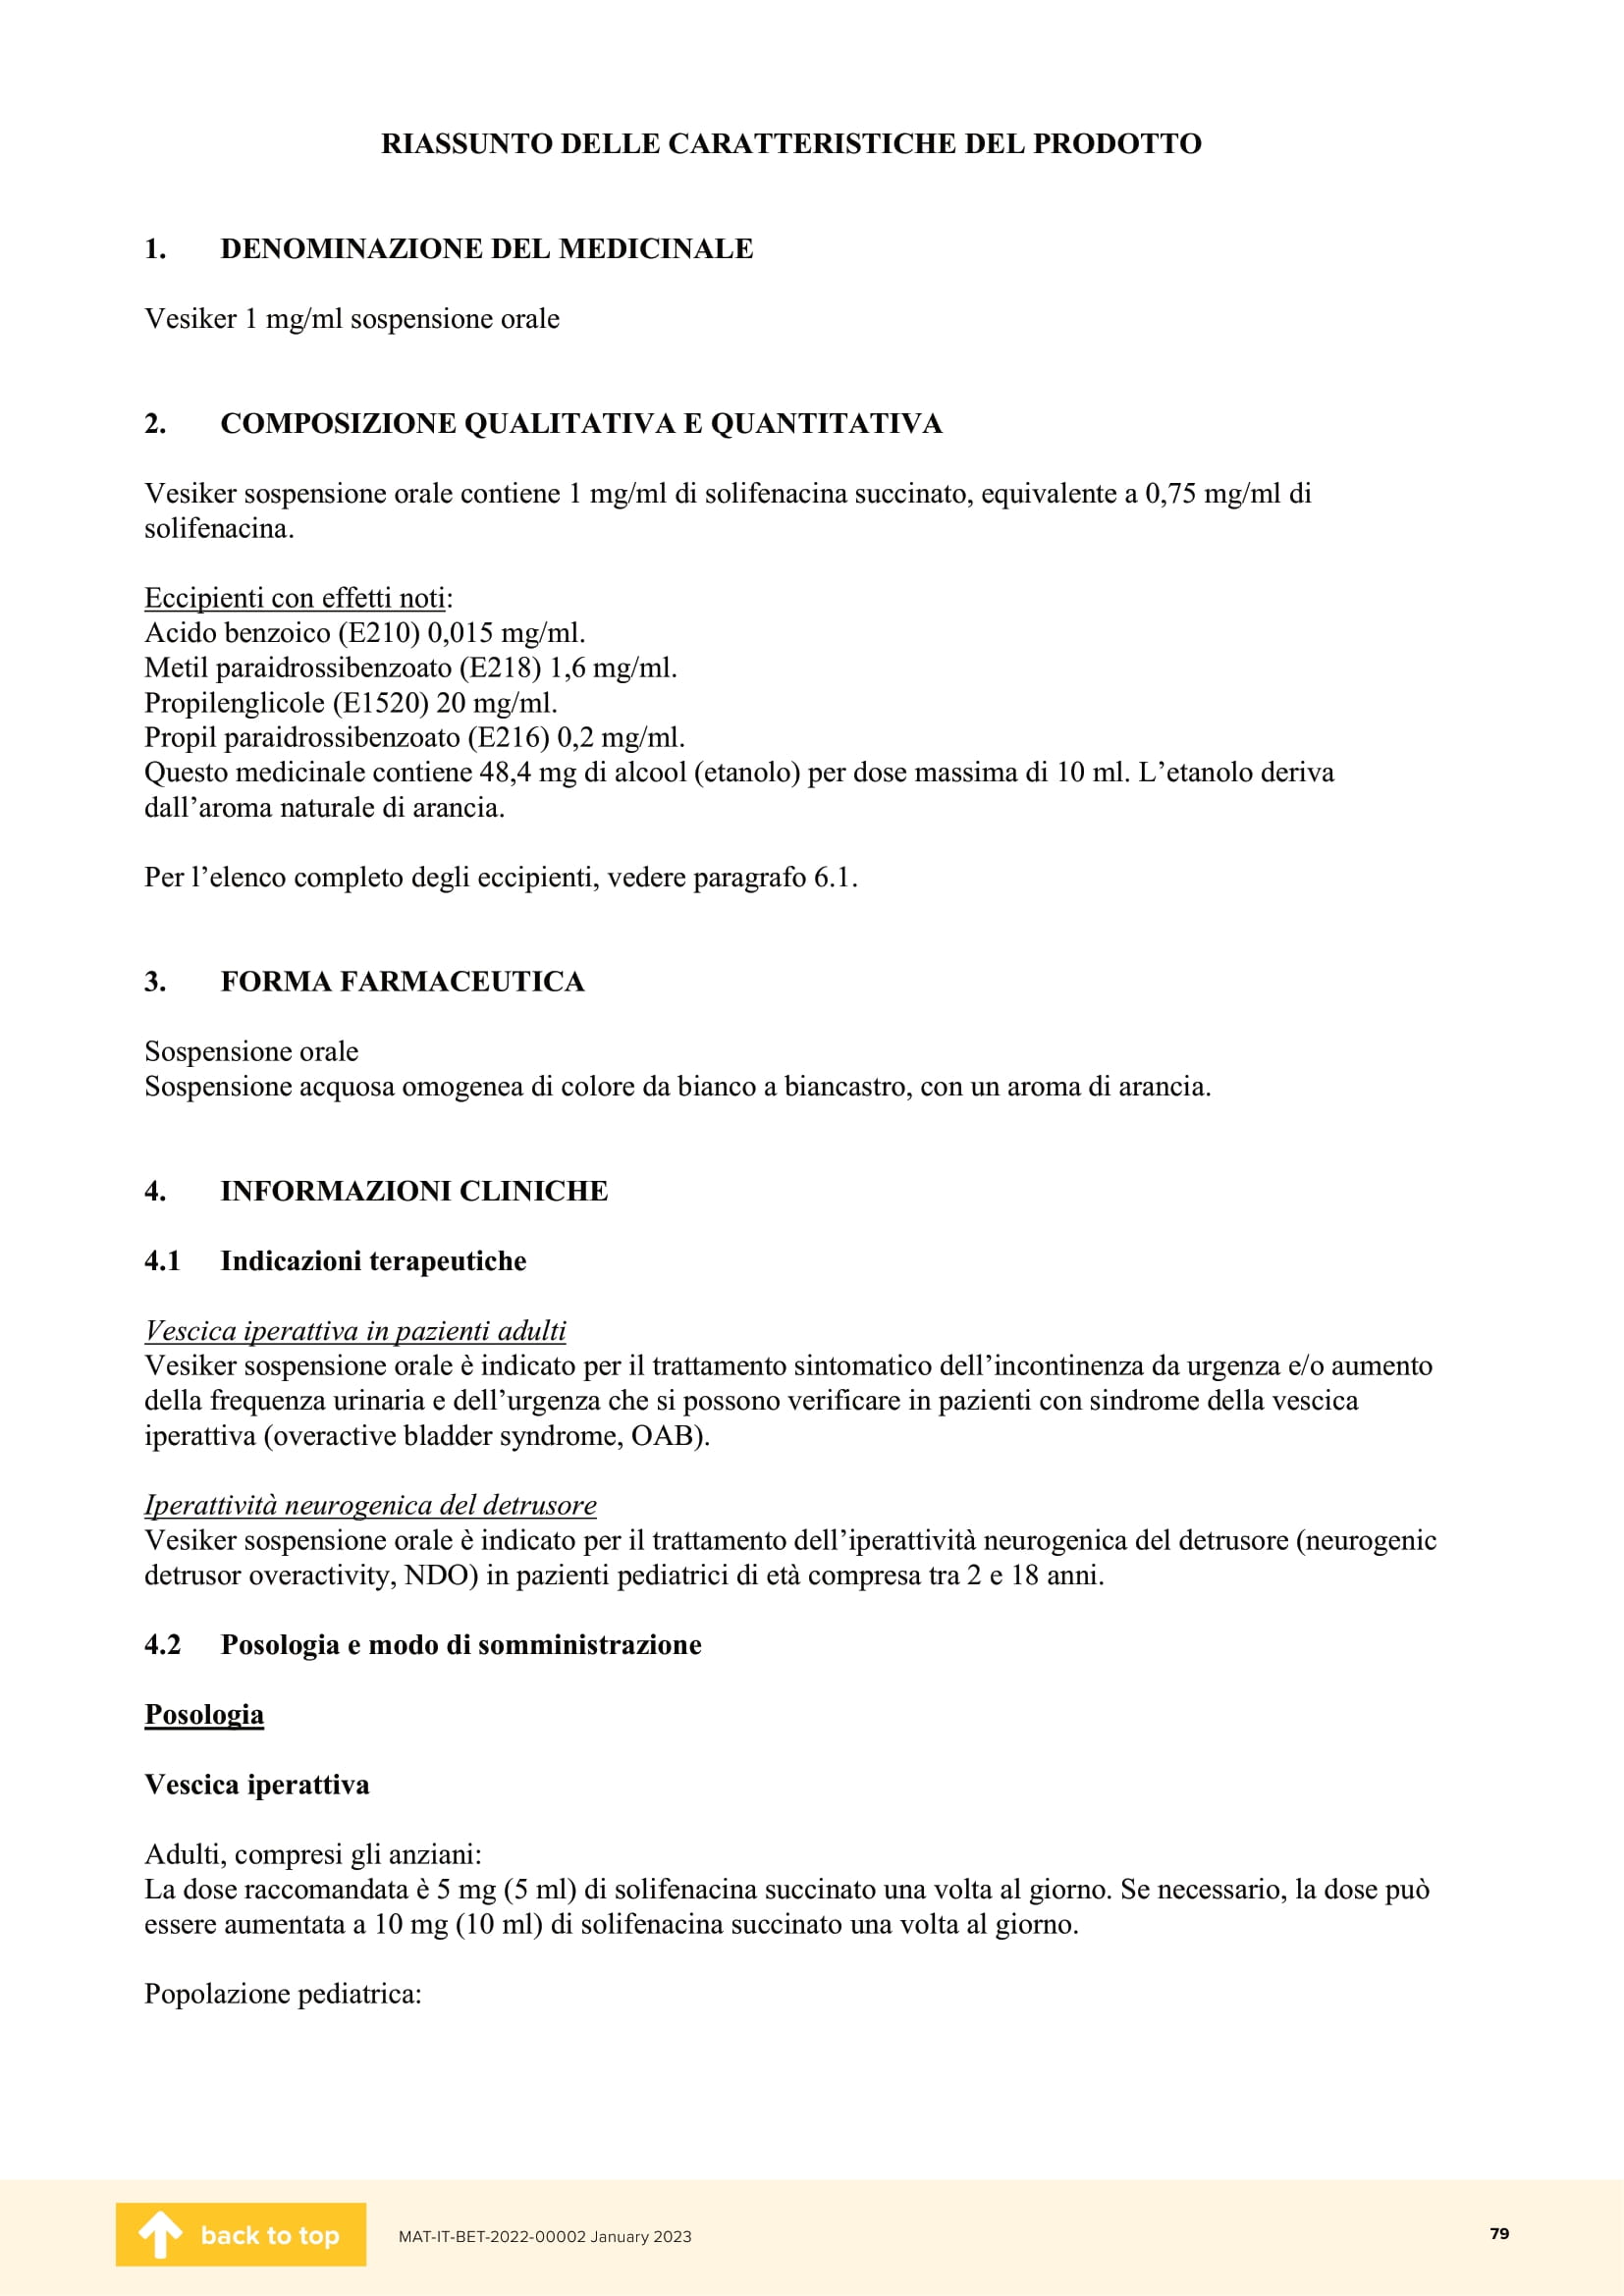 RIASSUNTO DELLE CARATTERISTICHE DEL PRODOTTO
1. DENOMINAZIONE DEL MEDICINALE
Vesiker 1 mg/ml sospensione orale
2. COMPOSIZIONE QUALITATIVA E QUANTITATIVA
Vesiker sospensione orale contiene 1 mg/ml di solifenacina succinato, equivalente a 0,75 mg/ml di
solifenacina.
Eccipienti con effetti noti:
Acido benzoico (E210) 0,015 mg/ml.
Metil paraidrossibenzoato (E218) 1,6 mg/ml.
Propilenglicole (E1520) 20 mg/ml.
Propil paraidrossibenzoato (E216) 0,2 mg/ml.
Questo medicinale contiene 48,4 mg di alcool (etanolo) per dose massima di 10 ml. L’etanolo deriva
dall’aroma naturale di arancia.
Per l’elenco completo degli eccipienti, vedere paragrafo 6.1.
3. FORMA FARMACEUTICA
Sospensione orale
Sospensione acquosa omogenea di colore da bianco a biancastro, con un aroma di arancia.
4. INFORMAZIONI CLINICHE
4.1 Indicazioni terapeutiche
Vescica iperattiva in pazienti adulti
Vesiker sospensione orale è indicato per il trattamento sintomatico dell’incontinenza da urgenza e/o aumento
della frequenza urinaria e dell’urgenza che si possono verificare in pazienti con sindrome della vescica
iperattiva (overactive bladder syndrome, OAB).
Iperattività neurogenica del detrusore
Vesiker sospensione orale è indicato per il trattamento dell’iperattività neurogenica del detrusore (neurogenic
detrusor overactivity, NDO) in pazienti pediatrici di età compresa tra 2 e 18 anni.
4.2 Posologia e modo di somministrazione
Posologia
Vescica iperattiva
Adulti, compresi gli anziani:
La dose raccomandata è 5 mg (5 ml) di solifenacina succinato una volta al giorno. Se necessario, la dose può
essere aumentata a 10 mg (10 ml) di solifenacina succinato una volta al giorno.
Popolazione pediatrica:
back to top
MAT-IT-BET-2022-00002 January 2023
79